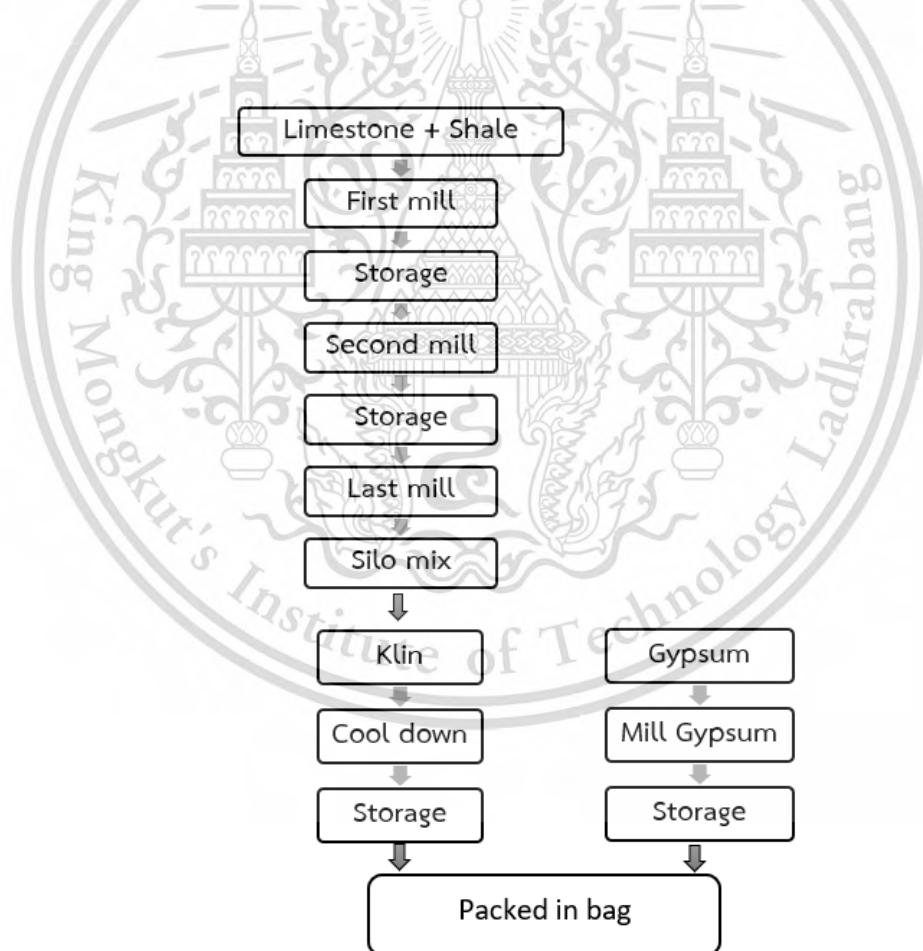 Limestone + Shale
First mill
Storage
Second mill
Storage
Last mill
Silo mix
Klin
Gypsum
Cool down
Mill Gypsum
Storage
Storage
Packed in bag
King Mongkut's Institute of Technology Ladkrabang